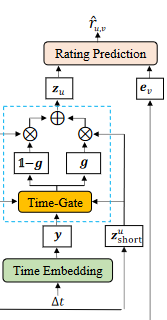 r̂u,v
Rating Prediction
zu
ev
⊕
⊗ ⊗
1-g
g
Time-Gate
y
zushort
Time Embedding
Δt